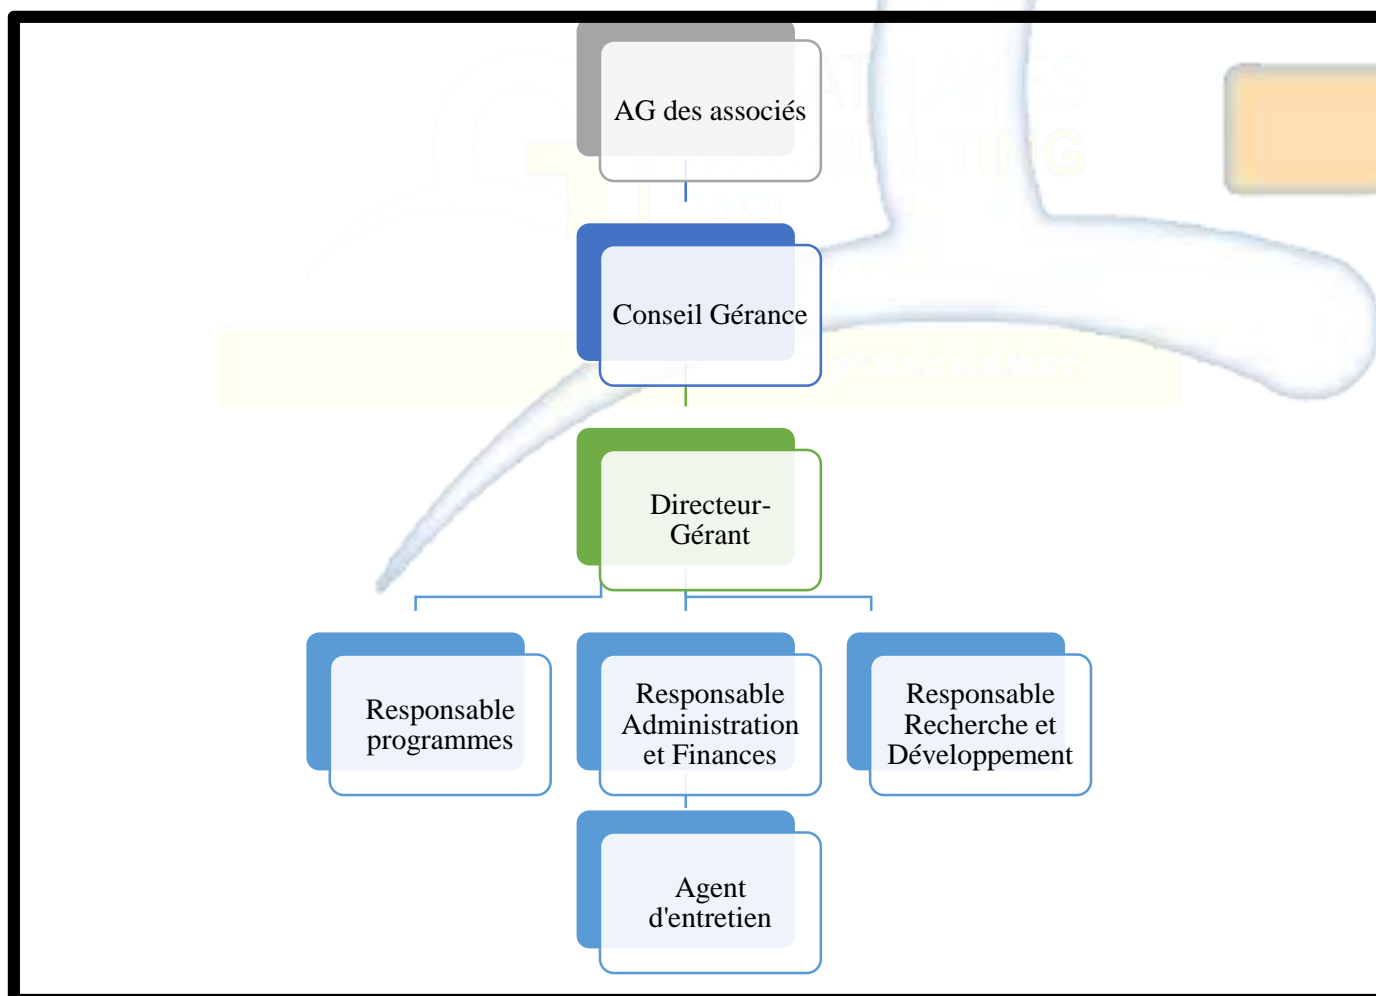 AG des associés
Conseil Gérance
Directeur-
Gérant
Responsable
programmes
Responsable
Administration
et Finances
Responsable
Recherche et
Développement
Agent
d'entretien